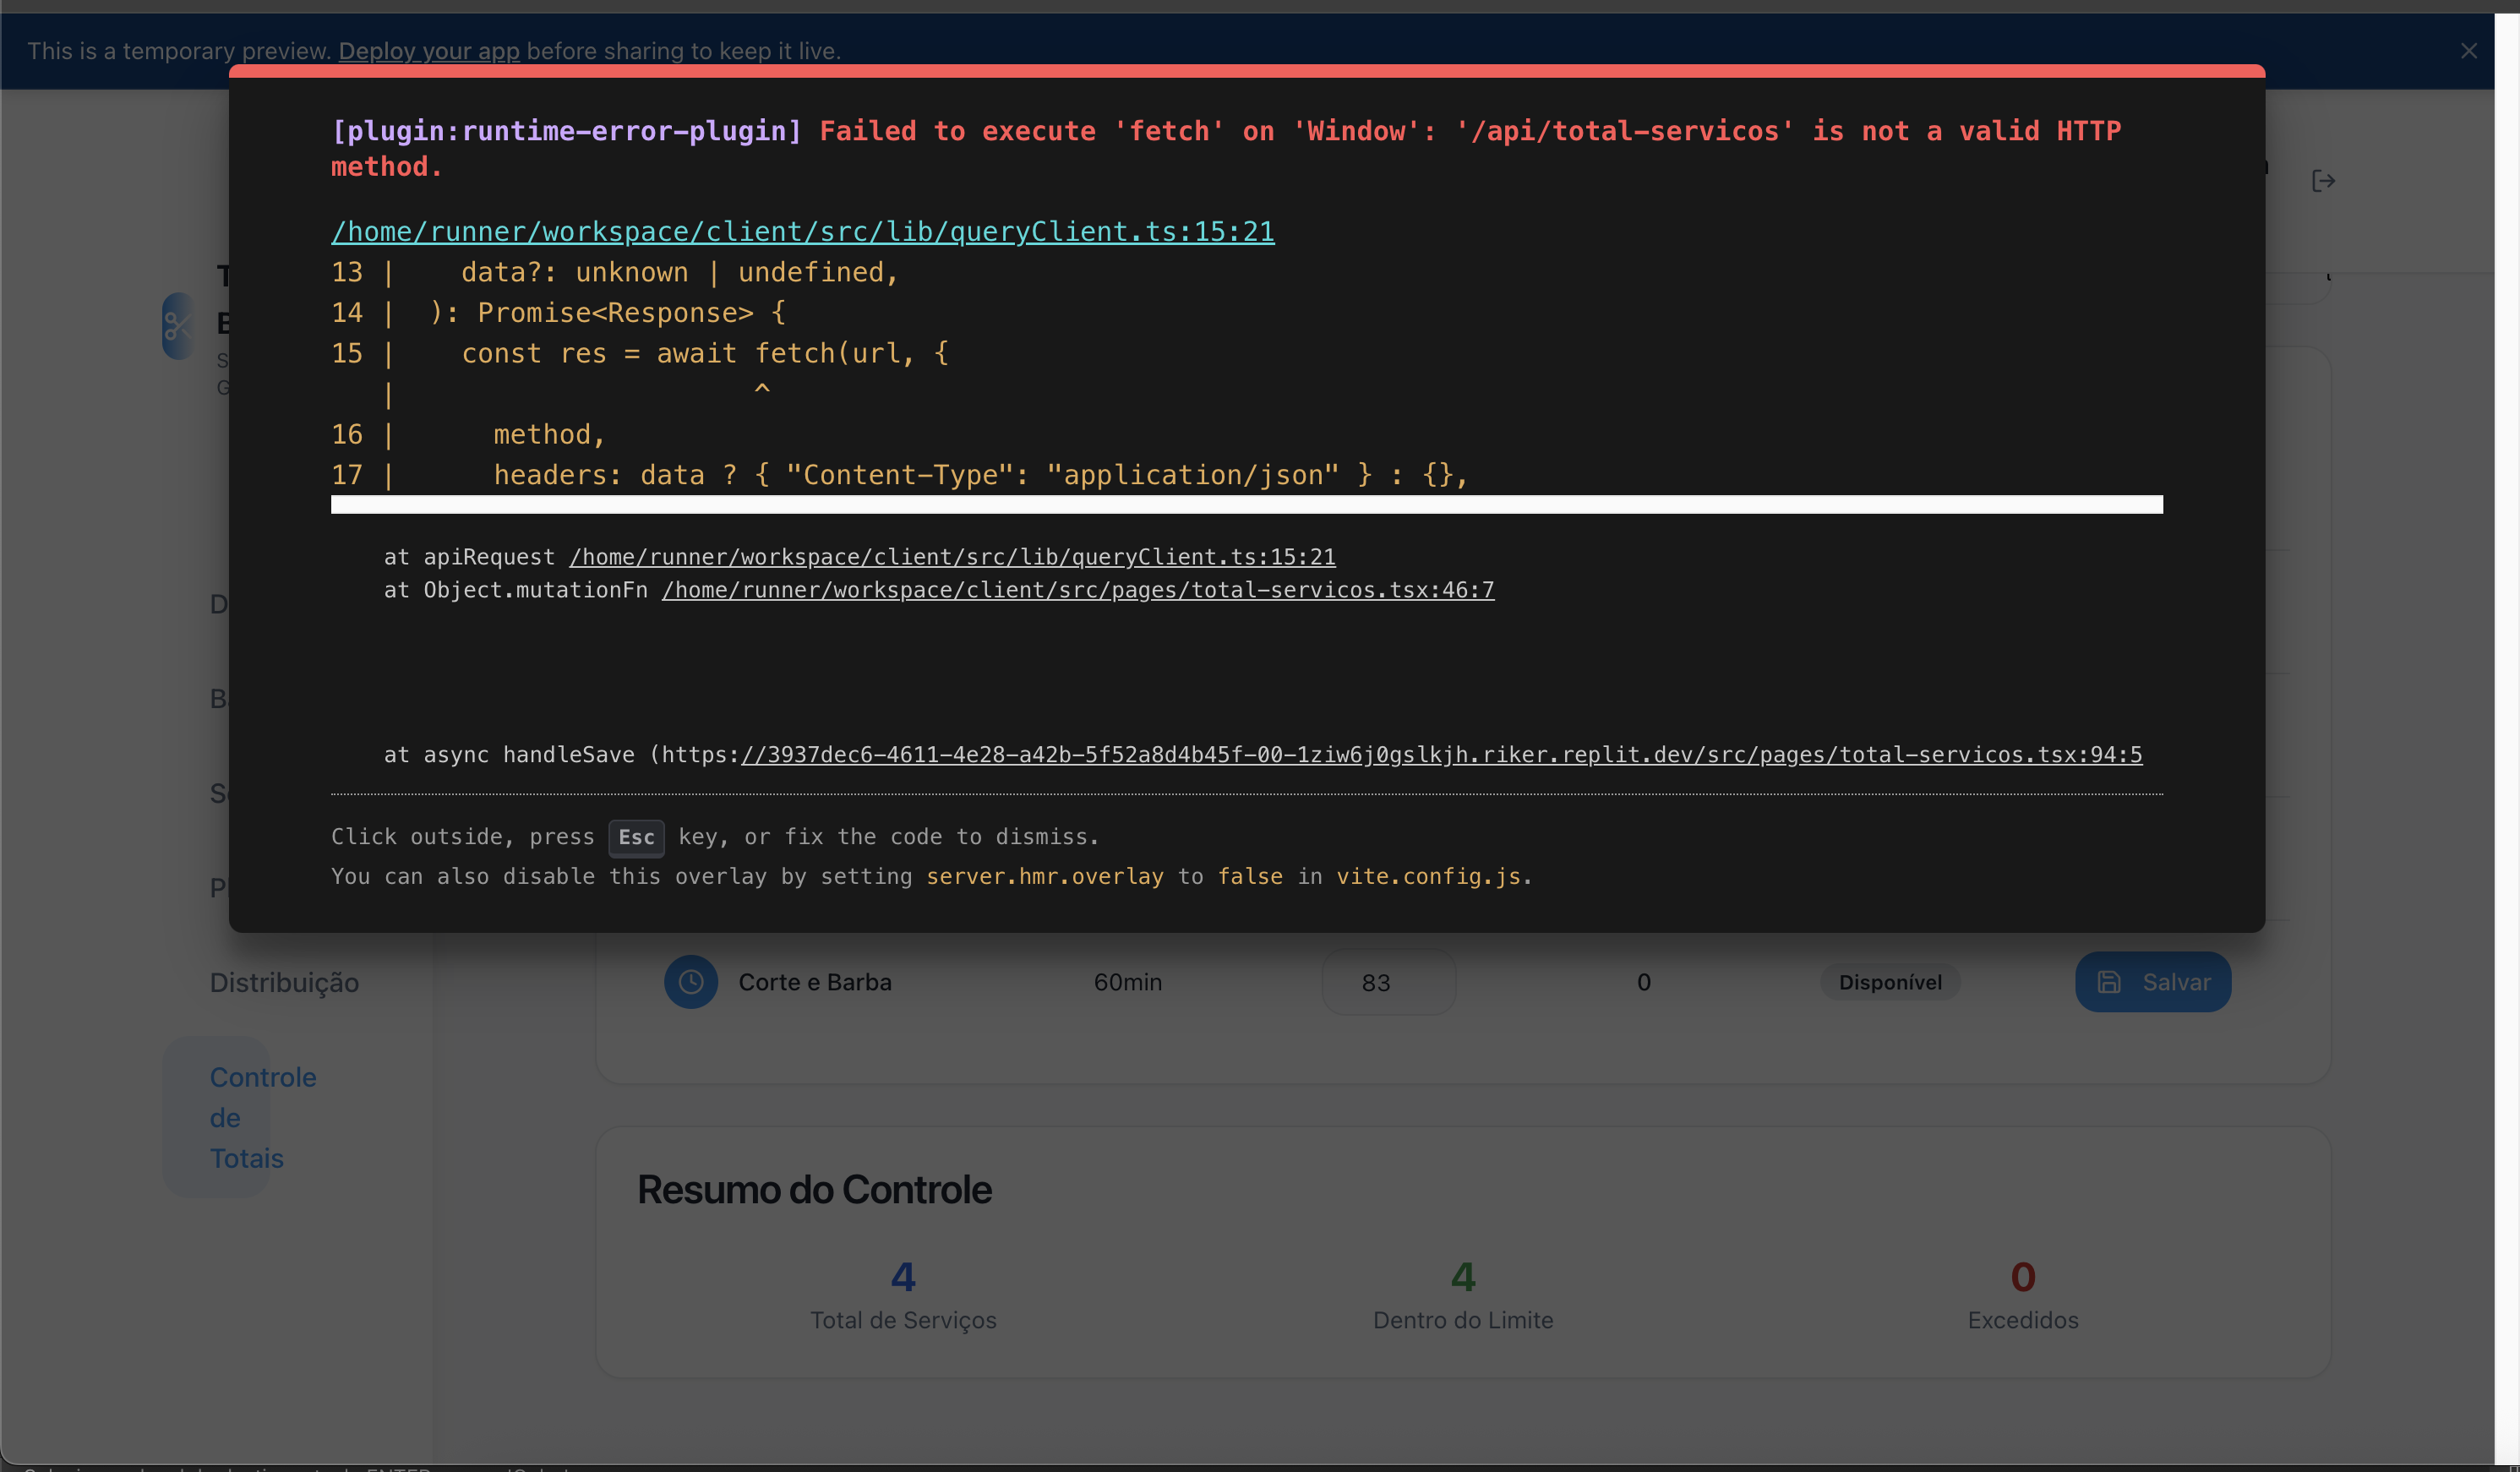 This is a temporary preview. Deploy your app before sharing to keep it live.
[plugin:runtime-error-plugin] Failed to execute 'fetch' on 'Window': '/api/total-servicos' is not a valid HTTP
method.
/home/runner/workspace/client/src/lib/queryClient.ts:15:21
13 |    data?: unknown | undefined,
14 |  ): Promise<Response> {
15 |    const res = await fetch(url, {
   |                      ^
16 |      method,
17 |      headers: data ? { "Content-Type": "application/json" } : {},
at apiRequest /home/runner/workspace/client/src/lib/queryClient.ts:15:21
at Object.mutationFn /home/runner/workspace/client/src/pages/total-servicos.tsx:46:7
at async handleSave (https://3937dec6-4611-4e28-a42b-5f52a8d4b45f-00-1ziw6j0gslkjh.riker.replit.dev/src/pages/total-servicos.tsx:94:5
Click outside, press Esc key, or fix the code to dismiss.
You can also disable this overlay by setting server.hmr.overlay to false in vite.config.js.
Distribuição
Controle
de
Totais
Corte e Barba 60min 83 0 Disponível Salvar
Resumo do Controle
4 4 0
Total de Serviços Dentro do Limite Excedidos